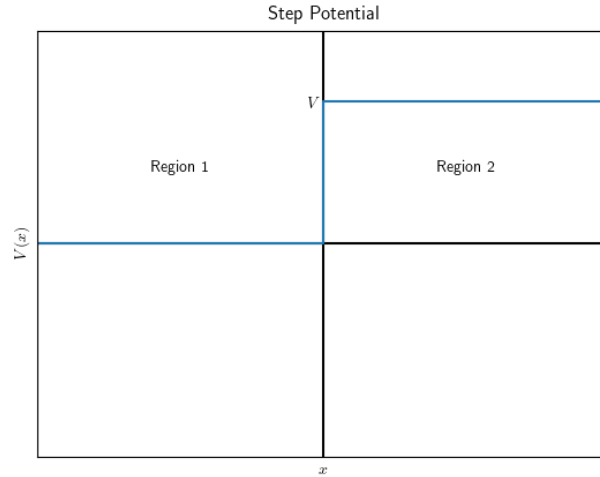 Step Potential
V
Region 1
Region 2
V(x)
x